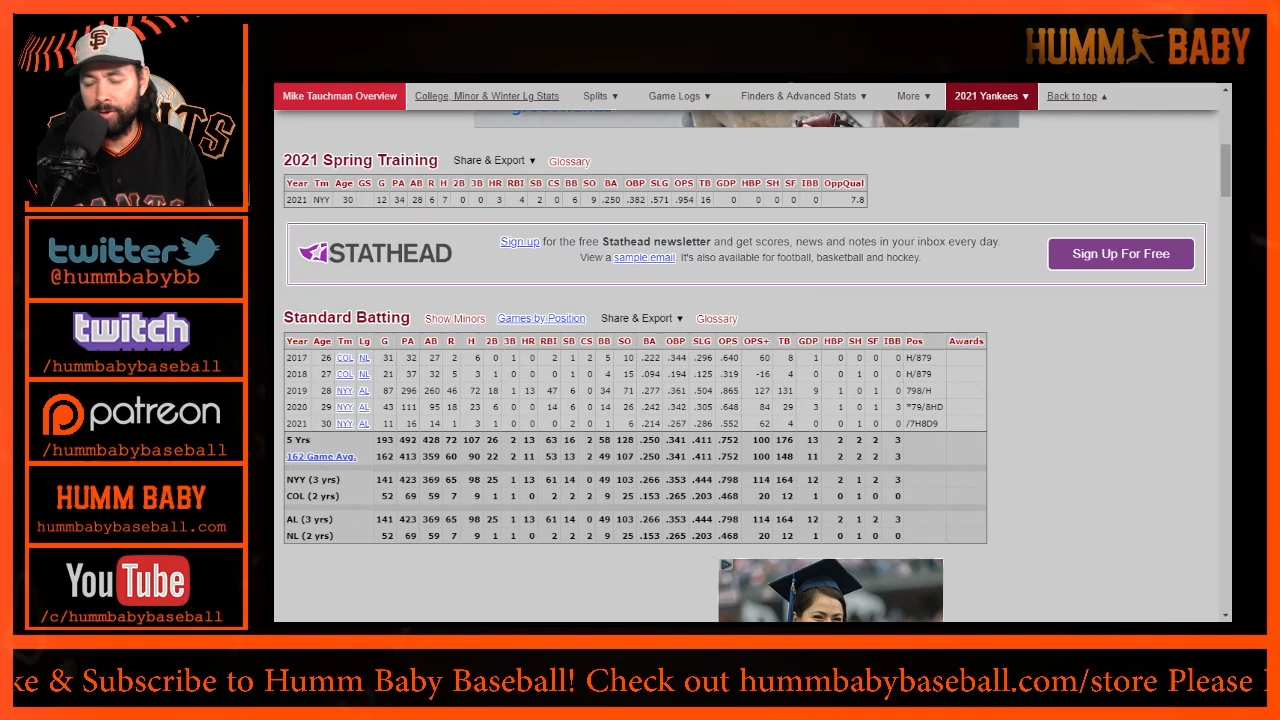 HUMM BABY
SF
twitter
@hummbabybb
twitch
/hummbabybaseball
patreon
/hummbabybaseball
HUMM BABY
hummbabybaseball.com
YouTube
/c/hummbabybaseball
Mike Tauchman Overview College, Minor & Winter Lg Stats Splits ▼ Game Logs ▼ Finders & Advanced Stats ▼ More ▼ 2021 Yankees ▼ Back to top ▲
2021 Spring Training Share & Export ▼ Glossary
Year Tm Age GS G PA AB R H 2B 3B HR RBI SB CS BB SO BA OBP SLG OPS TB GDP HBP SH SF IBB OppQual
2021 NYY 30 12 34 28 6 7 0 0 3 4 2 0 6 9 .250 .382 .571 .954 16 0 0 0 0 0 7.8
STATHEAD
Sign up for the free Stathead newsletter and get scores, news and notes in your inbox every day.
View a sample email. It's also available for football, basketball and hockey.
Sign Up For Free
Standard Batting Show Minors Games by Position Share & Export ▼ Glossary
Year Age Tm Lg G PA AB R H 2B 3B HR RBI SB CS BB SO BA OBP SLG OPS OPS+ TB GDP HBP SH SF IBB Pos Awards
2017 26 COL NL 31 32 27 2 6 0 1 0 2 1 2 5 10 .222 .344 .296 .640 60 8 1 0 0 0 0 H/879
2018 27 COL NL 21 37 32 5 3 1 0 0 0 1 0 4 15 .094 .194 .125 .319 -16 4 0 0 1 0 0 H/879
2019 28 NYY AL 87 296 260 46 72 18 1 13 47 6 0 34 71 .277 .361 .504 .865 127 131 9 1 0 1 0 798/H
2020 29 NYY AL 43 111 95 18 23 6 0 0 14 6 0 14 26 .242 .342 .305 .648 84 29 3 1 0 1 3 *79/8HD
2021 30 NYY AL 11 16 14 1 3 1 0 0 0 2 0 1 6 .214 .267 .286 .552 62 4 0 0 1 0 0 /7H8D9
5 Yrs 193 492 428 72 107 26 2 13 63 16 2 58 128 .250 .341 .411 .752 100 176 13 2 2 2 3
162 Game Avg. 162 413 359 60 90 22 2 11 53 13 2 49 107 .250 .341 .411 .752 100 148 11 2 2 2 3
NYY (3 yrs) 141 423 369 65 98 25 1 13 61 14 0 49 103 .266 .353 .444 .798 114 164 12 2 1 2 3
COL (2 yrs) 52 69 59 7 9 1 1 0 2 2 2 9 25 .153 .265 .203 .468 20 12 1 0 1 0 0
AL (3 yrs) 141 423 369 65 98 25 1 13 61 14 0 49 103 .266 .353 .444 .798 114 164 12 2 1 2 3
NL (2 yrs) 52 69 59 7 9 1 1 0 2 2 2 9 25 .153 .265 .203 .468 20 12 1 0 1 0 0
ke & Subscribe to Humm Baby Baseball! Check out hummbabybaseball.com/store Please